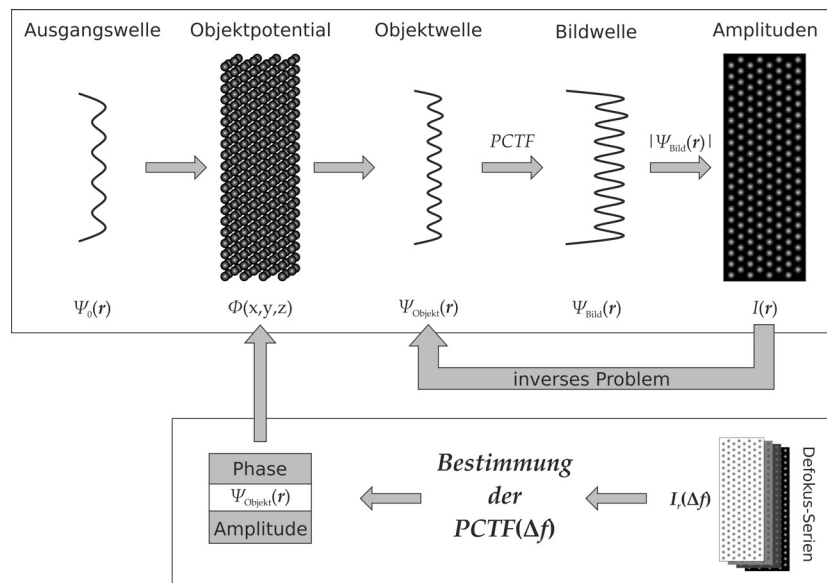 Ausgangswelle Objektpotential Objektwelle Bildwelle Amplituden
PCTF |Ψ_Bild(r)|
Ψ_0(r) Φ(x,y,z) Ψ_Objekt(r) Ψ_Bild(r) I(r)
inverses Problem
Phase
Ψ_Objekt(r)
Amplitude
Bestimmung
der
PCTF(Δf)
I_r(Δf)
Defokus-Serien